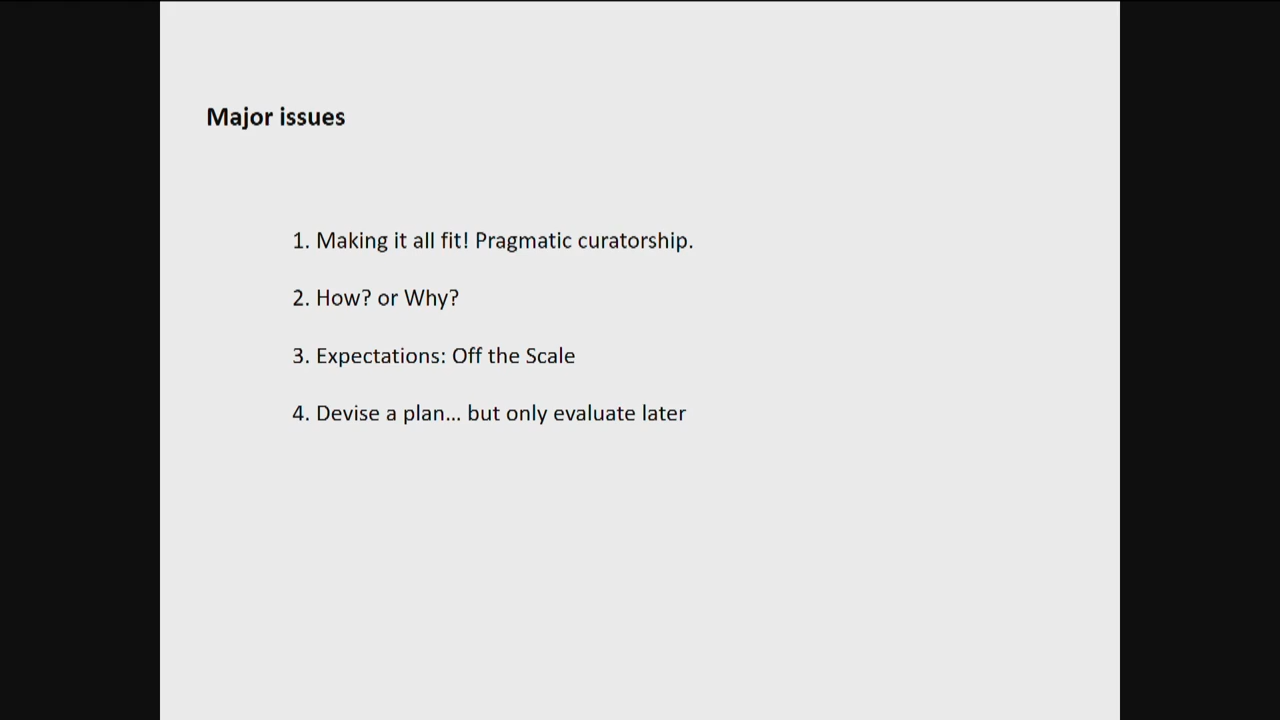 Major issues
1. Making it all fit! Pragmatic curatorship.
2. How? or Why?
3. Expectations: Off the Scale
4. Devise a plan... but only evaluate later